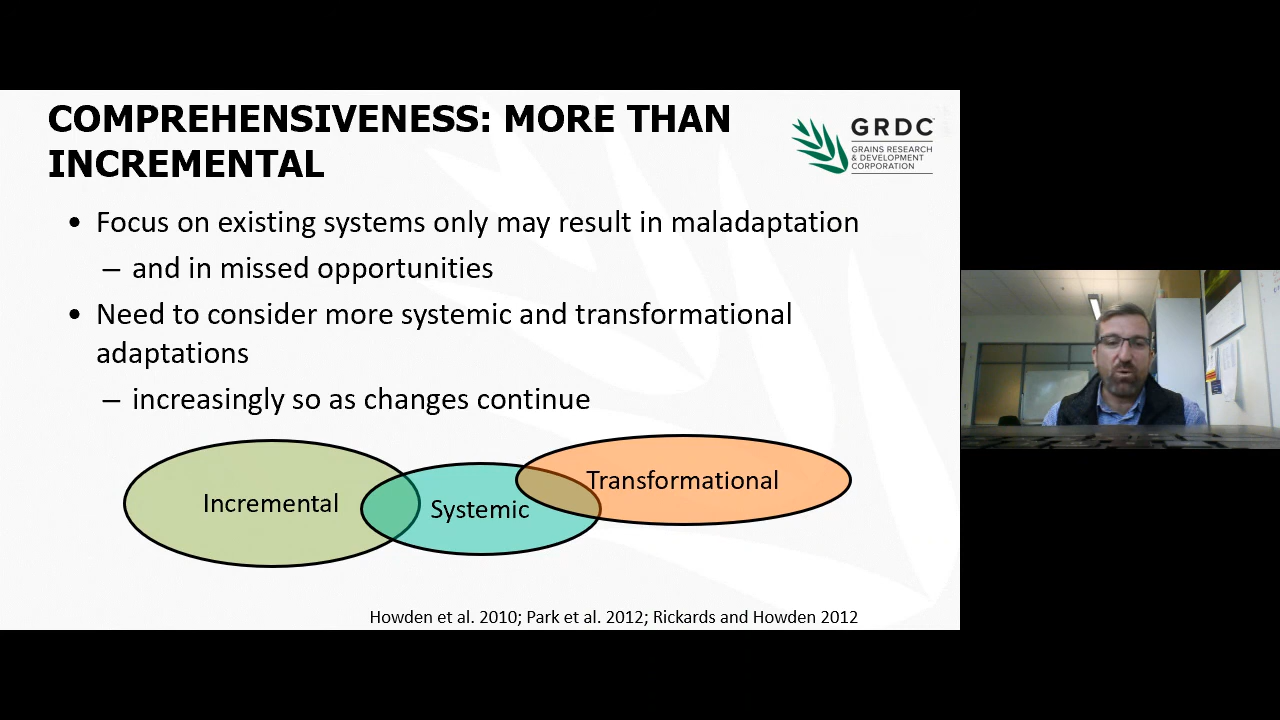 COMPREHENSIVENESS: MORE THAN
INCREMENTAL
GRDC
GRAINS RESEARCH
& DEVELOPMENT
CORPORATION
• Focus on existing systems only may result in maladaptation
– and in missed opportunities
• Need to consider more systemic and transformational
adaptations
– increasingly so as changes continue
Incremental
Systemic
Transformational
Howden et al. 2010; Park et al. 2012; Rickards and Howden 2012